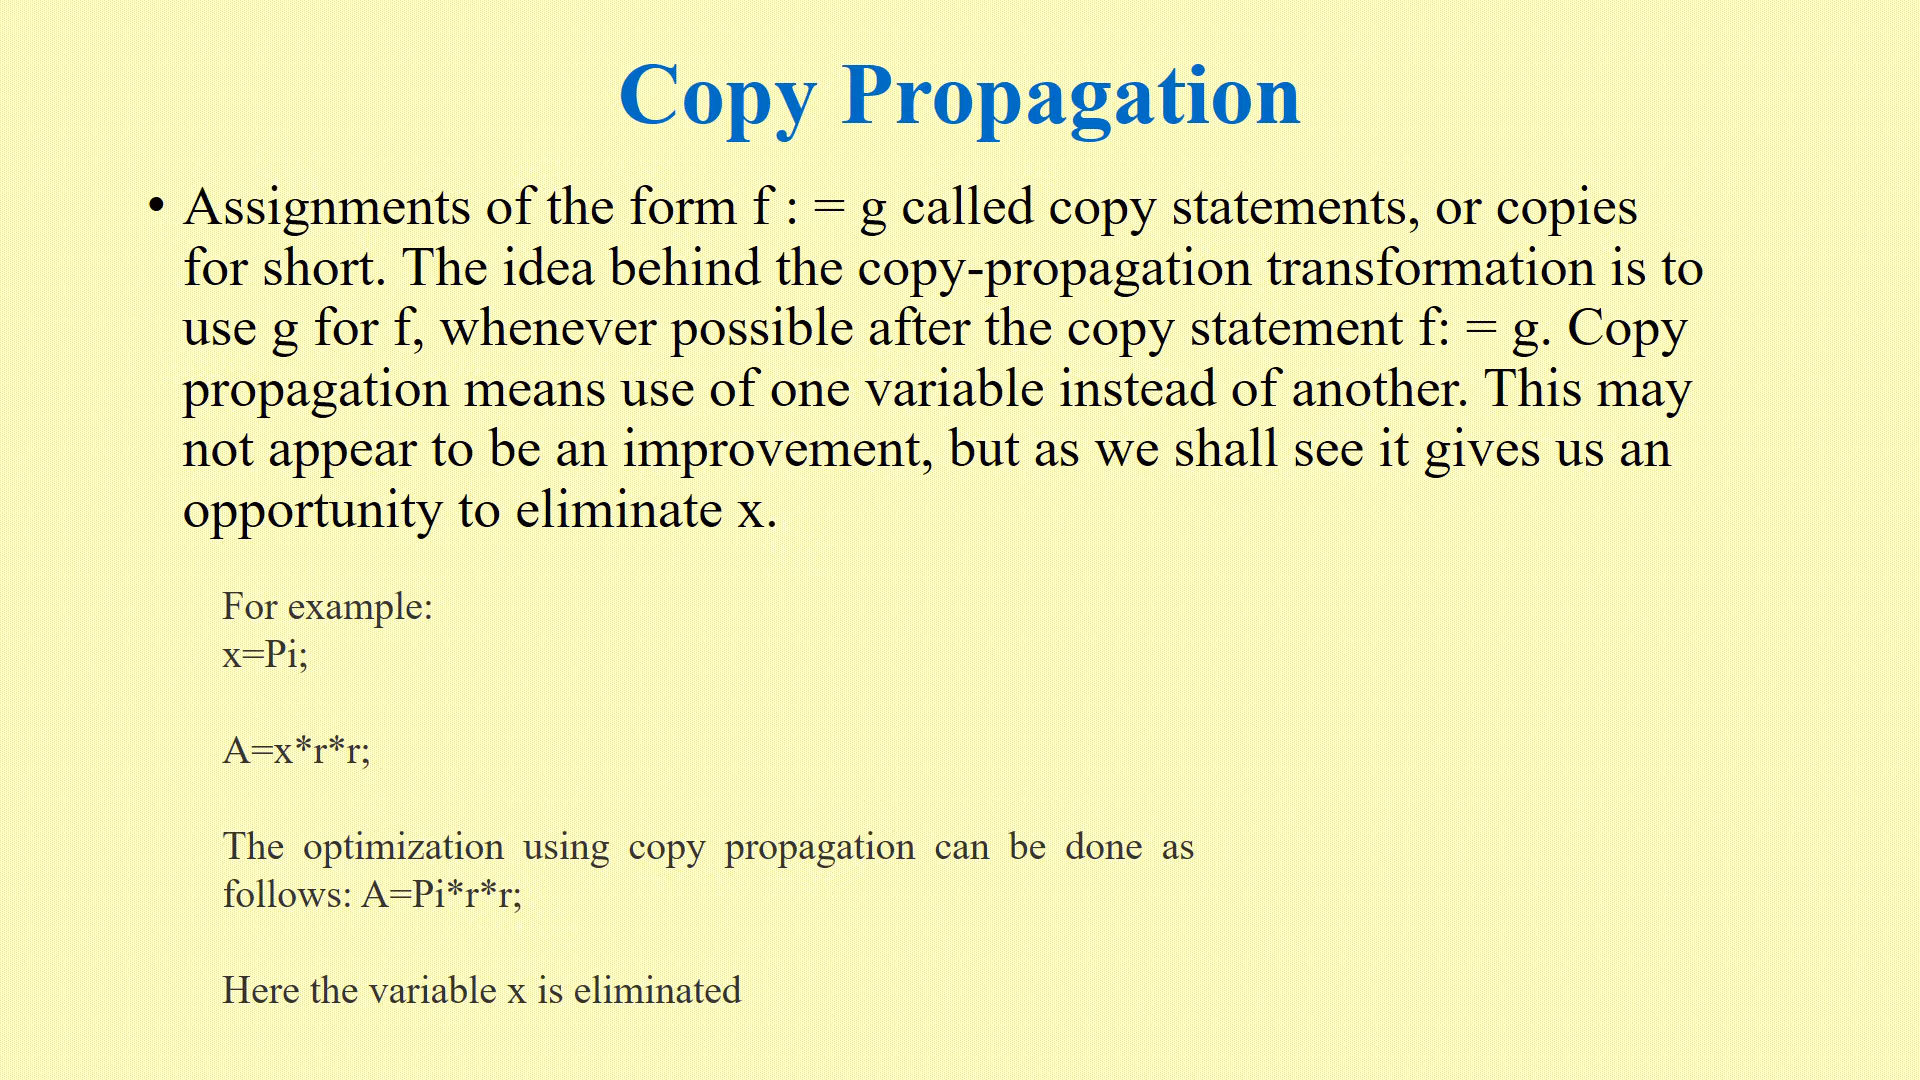 Copy Propagation
• Assignments of the form f : = g called copy statements, or copies
for short. The idea behind the copy-propagation transformation is to
use g for f, whenever possible after the copy statement f: = g. Copy
propagation means use of one variable instead of another. This may
not appear to be an improvement, but as we shall see it gives us an
opportunity to eliminate x.
For example:
x=Pi;
A=x*r*r;
The optimization using copy propagation can be done as
follows: A=Pi*r*r;
Here the variable x is eliminated